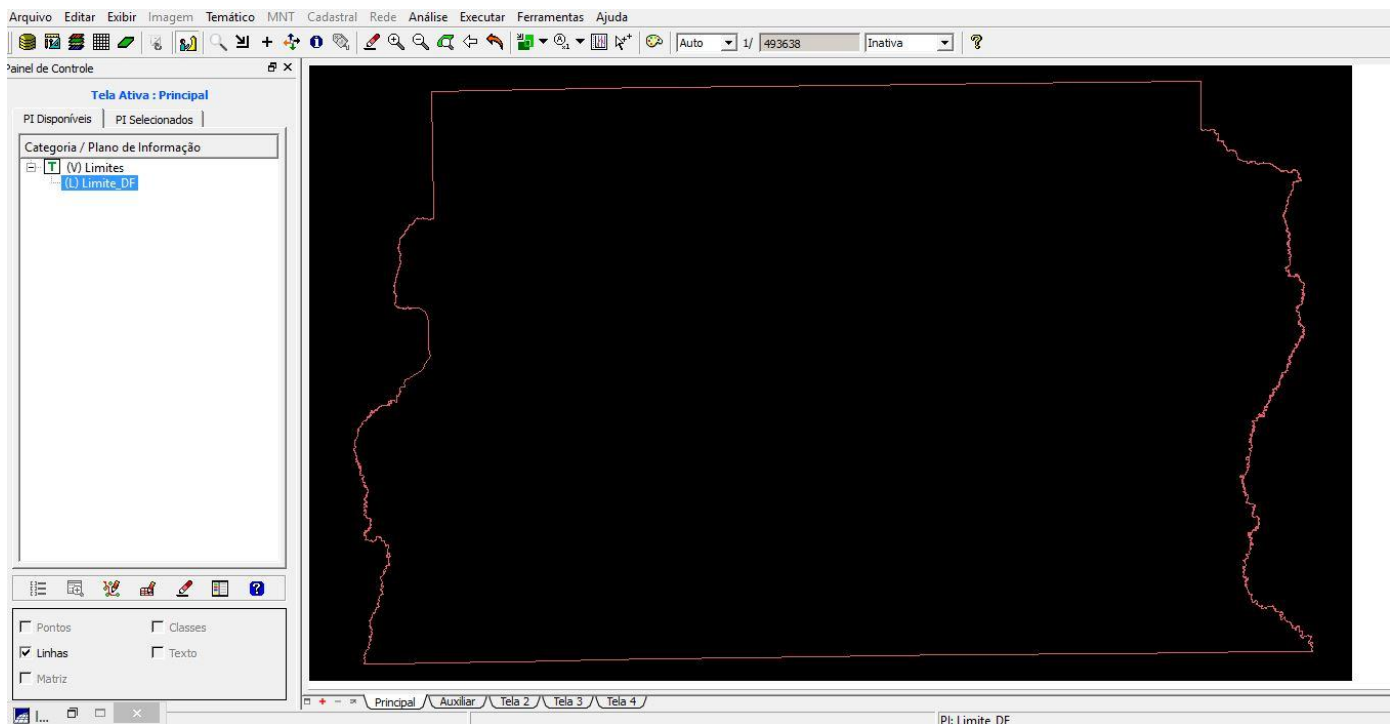 Arquivo Editar Exibir Imagem Temático MNT Cadastral Rede Análise Executar Ferramentas Ajuda
Auto 1/ 493638 Inativa
Painel de Controle
Tela Ativa : Principal
PI Disponíveis PI Selecionados
Categoria / Plano de Informação
T (V) Limites
(L) Limite_DF
Pontos Classes
Linhas Texto
Matriz
Principal Auxiliar Tela 2 Tela 3 Tela 4
I...
PI: Limite_DF